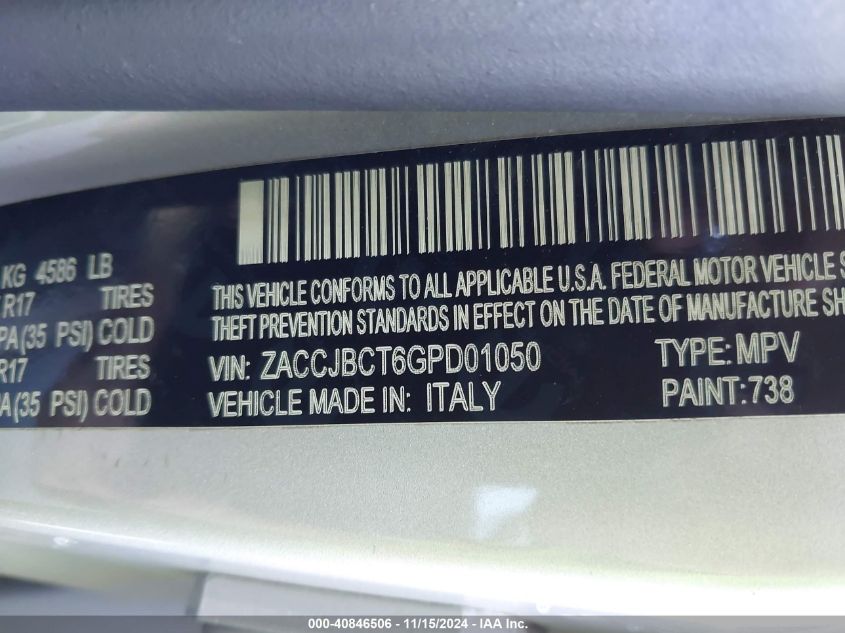 KG 4586 LB
R17 TIRES
PA (35 PSI) COLD
R17 TIRES
PA (35 PSI) COLD
THIS VEHICLE CONFORMS TO ALL APPLICABLE U.S.A. FEDERAL MOTOR VEHICLE S
THEFT PREVENTION STANDARDS IN EFFECT ON THE DATE OF MANUFACTURE SH
VIN: ZACCJBCT6GPD01050 TYPE: MPV
VEHICLE MADE IN: ITALY PAINT: 738
000-40846506 - 11/15/2024 - IAA Inc.